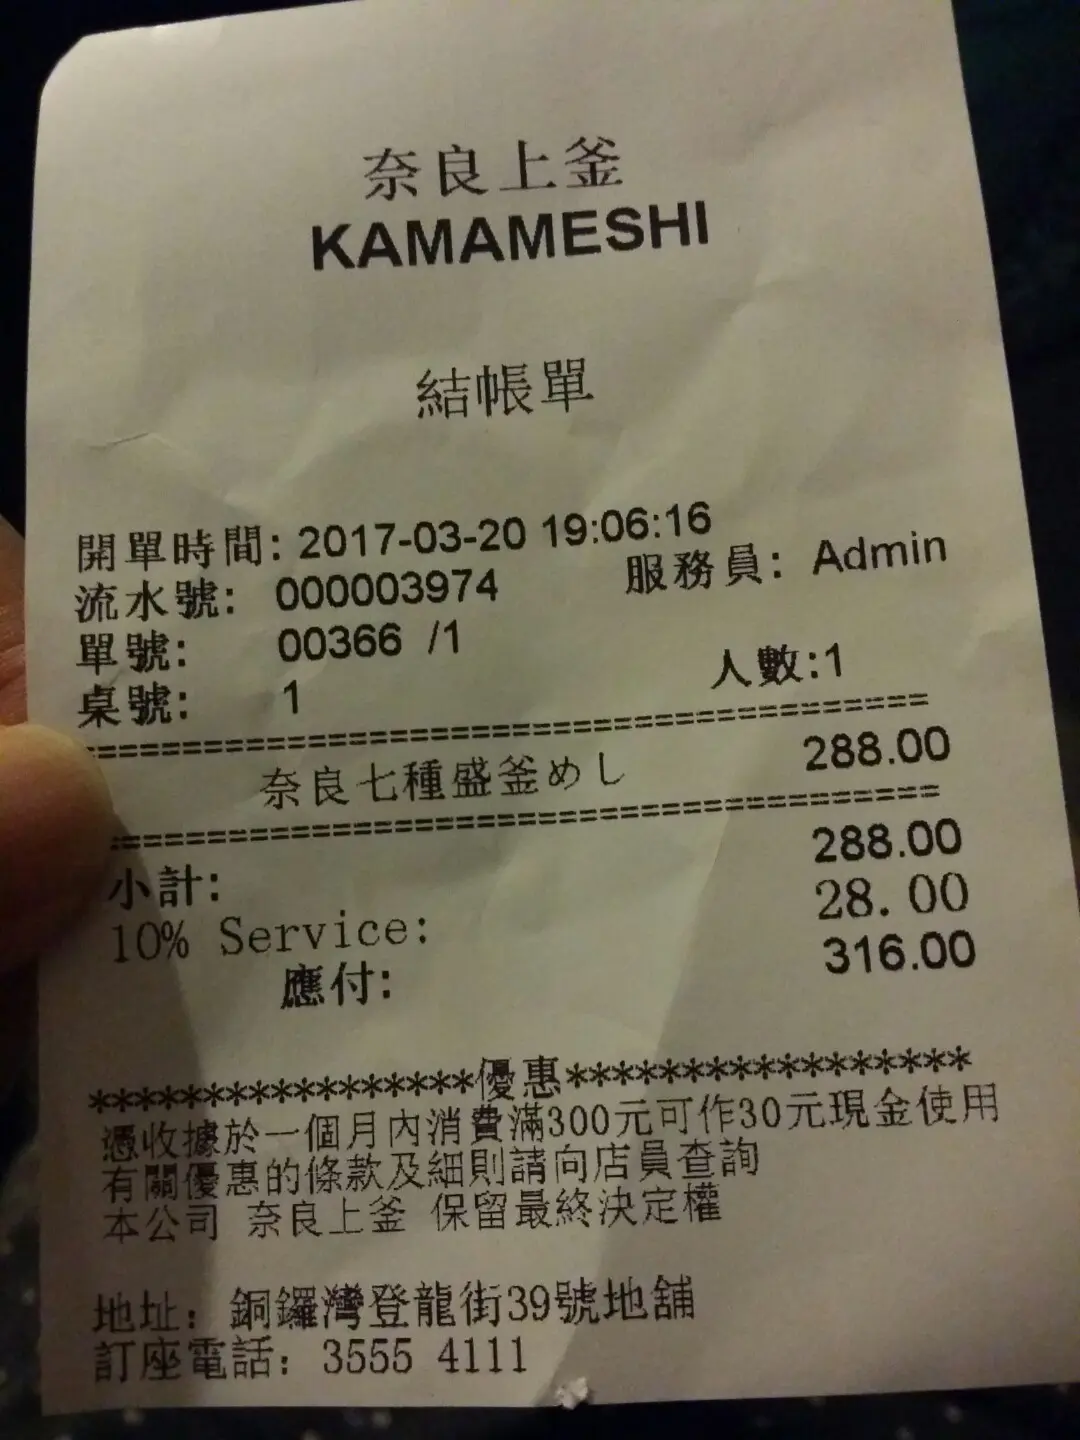 奈良上釜
KAMAMESHI
結帳單
開單時間: 2017-03-20 19:06:16
流水號: 000003974 服務員: Admin
單號: 00366 /1
桌號: 1 人數:1
========================================
奈良七種盛釜めし 288.00
========================================
小計: 288.00
10% Service: 28.00
應付: 316.00
*****************優惠******************
憑收據於一個月內消費滿300元可作30元現金使用
有關優惠的條款及細則請向店員查詢
本公司 奈良上釜 保留最終決定權
地址: 銅鑼灣登龍街39號地舖
訂座電話: 3555 4111